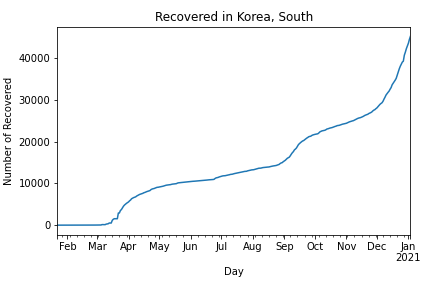 Recovered in Korea, South
Number of Recovered
40000
30000
20000
10000
0
Feb Mar Apr May Jun Jul Aug Sep Oct Nov Dec Jan
2021
Day